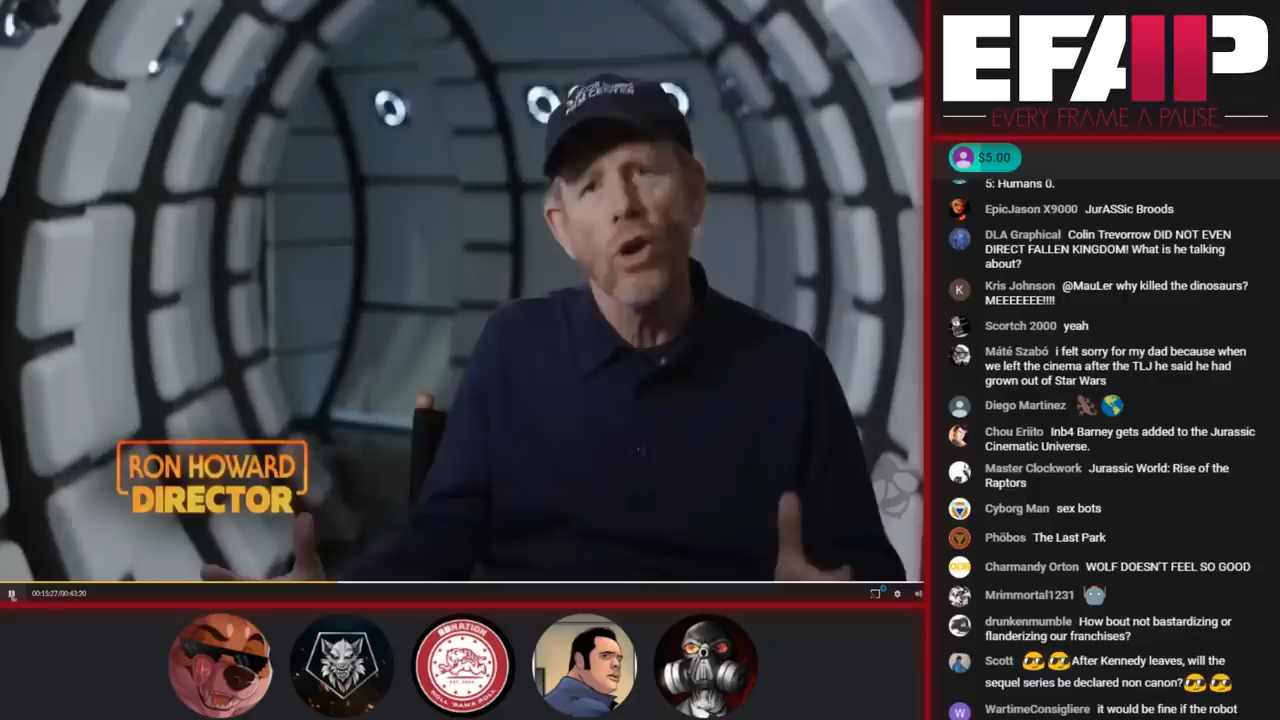 RON HOWARD
DIRECTOR
00:15:27/00:43:20
EFAP
EVERY FRAME A PAUSE
$5.00
5: Humans 0.
EpicJason X9000 JurASSic Broods
DLA Graphical Colin Trevorrow DID NOT EVEN
DIRECT FALLEN KINGDOM! What is he talking
about?
K
Kris Johnson @MauLer why killed the dinosaurs?
MEEEEEEE!!!!
Scortch 2000 yeah
Máté Szabó i felt sorry for my dad because when
we left the cinema after the TLJ he said he had
grown out of Star Wars
Diego Martinez
Chou Eriito Inb4 Barney gets added to the Jurassic
Cinematic Universe.
Master Clockwork Jurassic World: Rise of the
Raptors
Cyborg Man sex bots
Phöbos The Last Park
Charmandy Orton WOLF DOESN'T FEEL SO GOOD
Mrimmortal1231
drunkenmumble How bout not bastardizing or
flanderizing our franchises?
Scott After Kennedy leaves, will the
sequel series be declared non canon?
W
WartimeConsigliere it would be fine if the robot